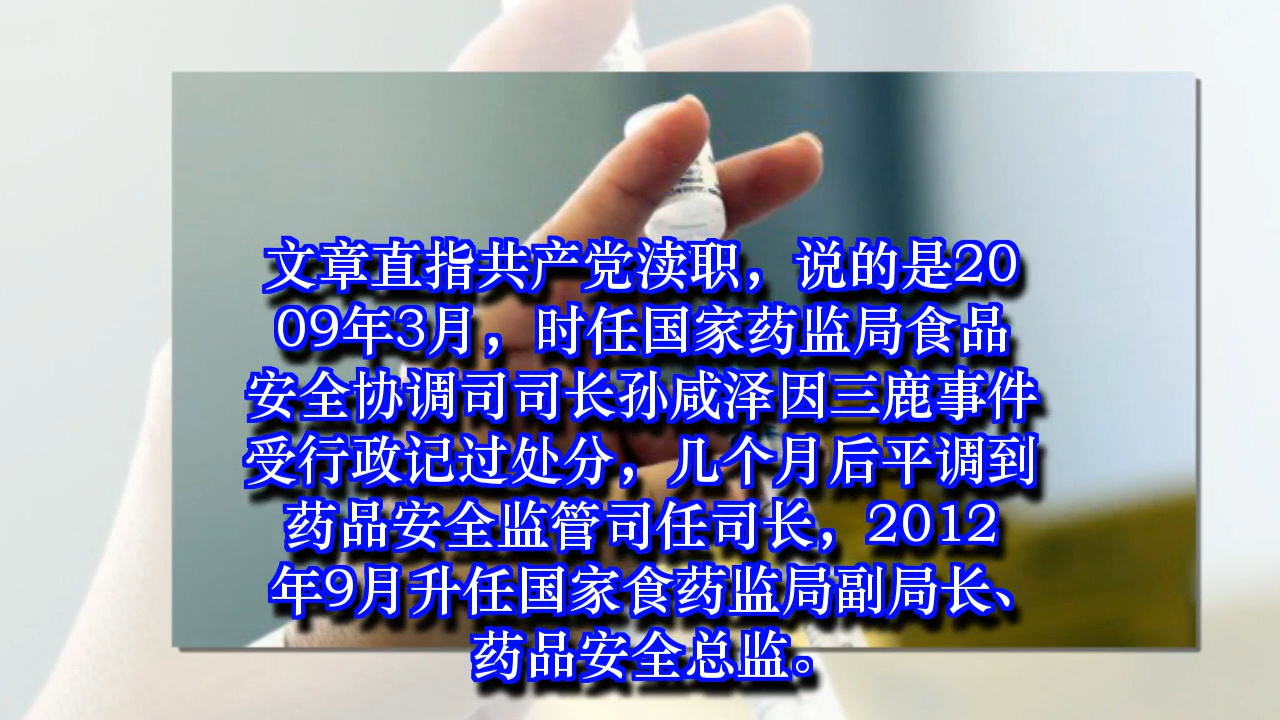 文章直指共产党渎职，说的是20
09年3月，时任国家药监局食品
安全协调司司长孙咸泽因三鹿事件
受行政记过处分，几个月后平调到
药品安全监管司任司长，2012
年9月升任国家食药监局副局长、
药品安全总监。